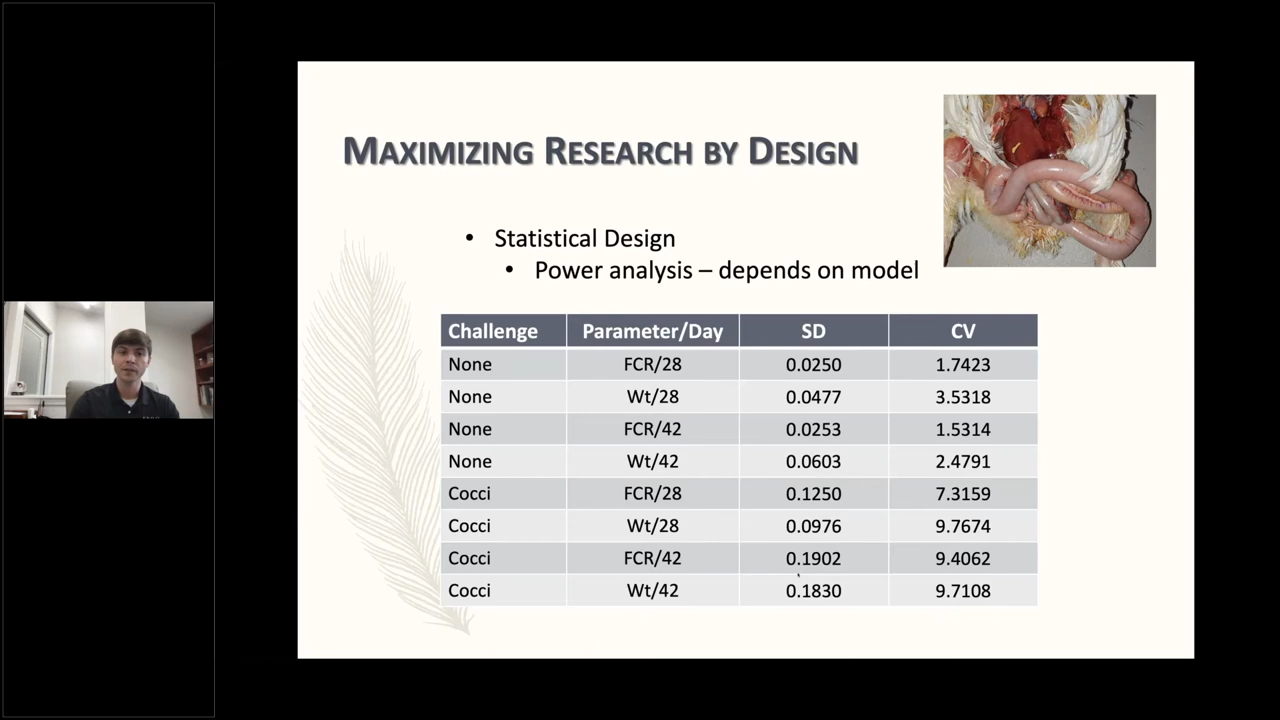 MAXIMIZING RESEARCH BY DESIGN
• Statistical Design
• Power analysis – depends on model
Challenge Parameter/Day SD CV
None FCR/28 0.0250 1.7423
None Wt/28 0.0477 3.5318
None FCR/42 0.0253 1.5314
None Wt/42 0.0603 2.4791
Cocci FCR/28 0.1250 7.3159
Cocci Wt/28 0.0976 9.7674
Cocci FCR/42 0.1902 9.4062
Cocci Wt/42 0.1830 9.7108